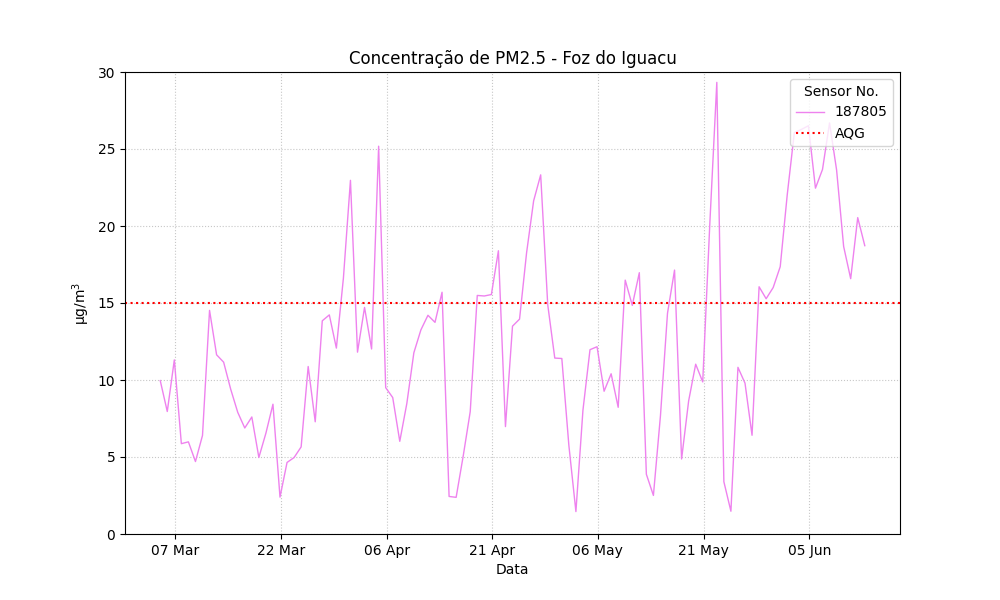 Concentração de PM2.5 - Foz do Iguacu
Sensor No.
187805
AQG
30
25
20
15
10
5
0
µg/m³
07 Mar 22 Mar 06 Apr 21 Apr 06 May 21 May 05 Jun
Data